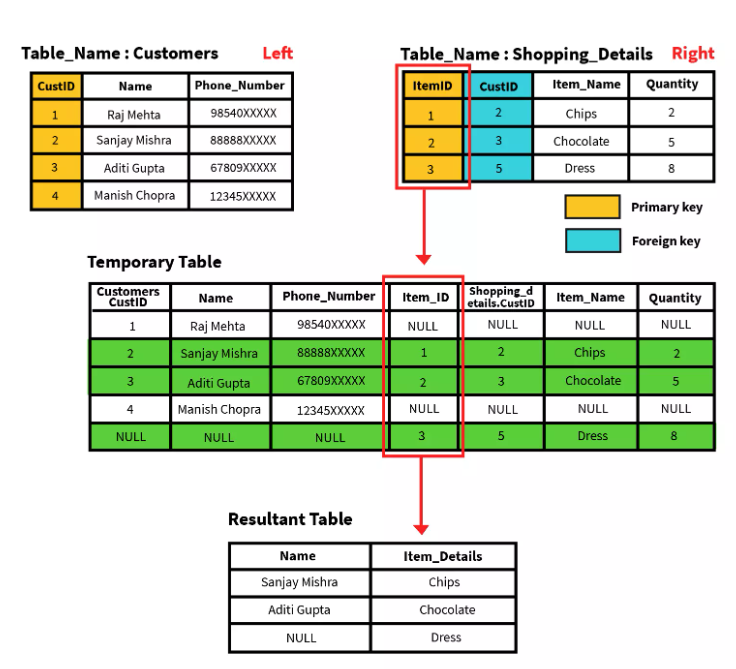 Table_Name : Customers Left
Table_Name : Shopping_Details Right
CustID Name Phone_Number
1 Raj Mehta 98540XXXXX
2 Sanjay Mishra 88888XXXXX
3 Aditi Gupta 67809XXXXX
4 Manish Chopra 12345XXXXX
ItemID CustID Item_Name Quantity
1 2 Chips 2
2 3 Chocolate 5
3 5 Dress 8
Primary key
Foreign key
Temporary Table
Customers
CustID Name Phone_Number Item_ID Shopping_d
etails.CustID Item_Name Quantity
1 Raj Mehta 98540XXXXX NULL NULL NULL NULL
2 Sanjay Mishra 88888XXXXX 1 2 Chips 2
3 Aditi Gupta 67809XXXXX 2 3 Chocolate 5
4 Manish Chopra 12345XXXXX NULL NULL NULL NULL
NULL NULL NULL 3 5 Dress 8
Resultant Table
Name Item_Details
Sanjay Mishra Chips
Aditi Gupta Chocolate
NULL Dress